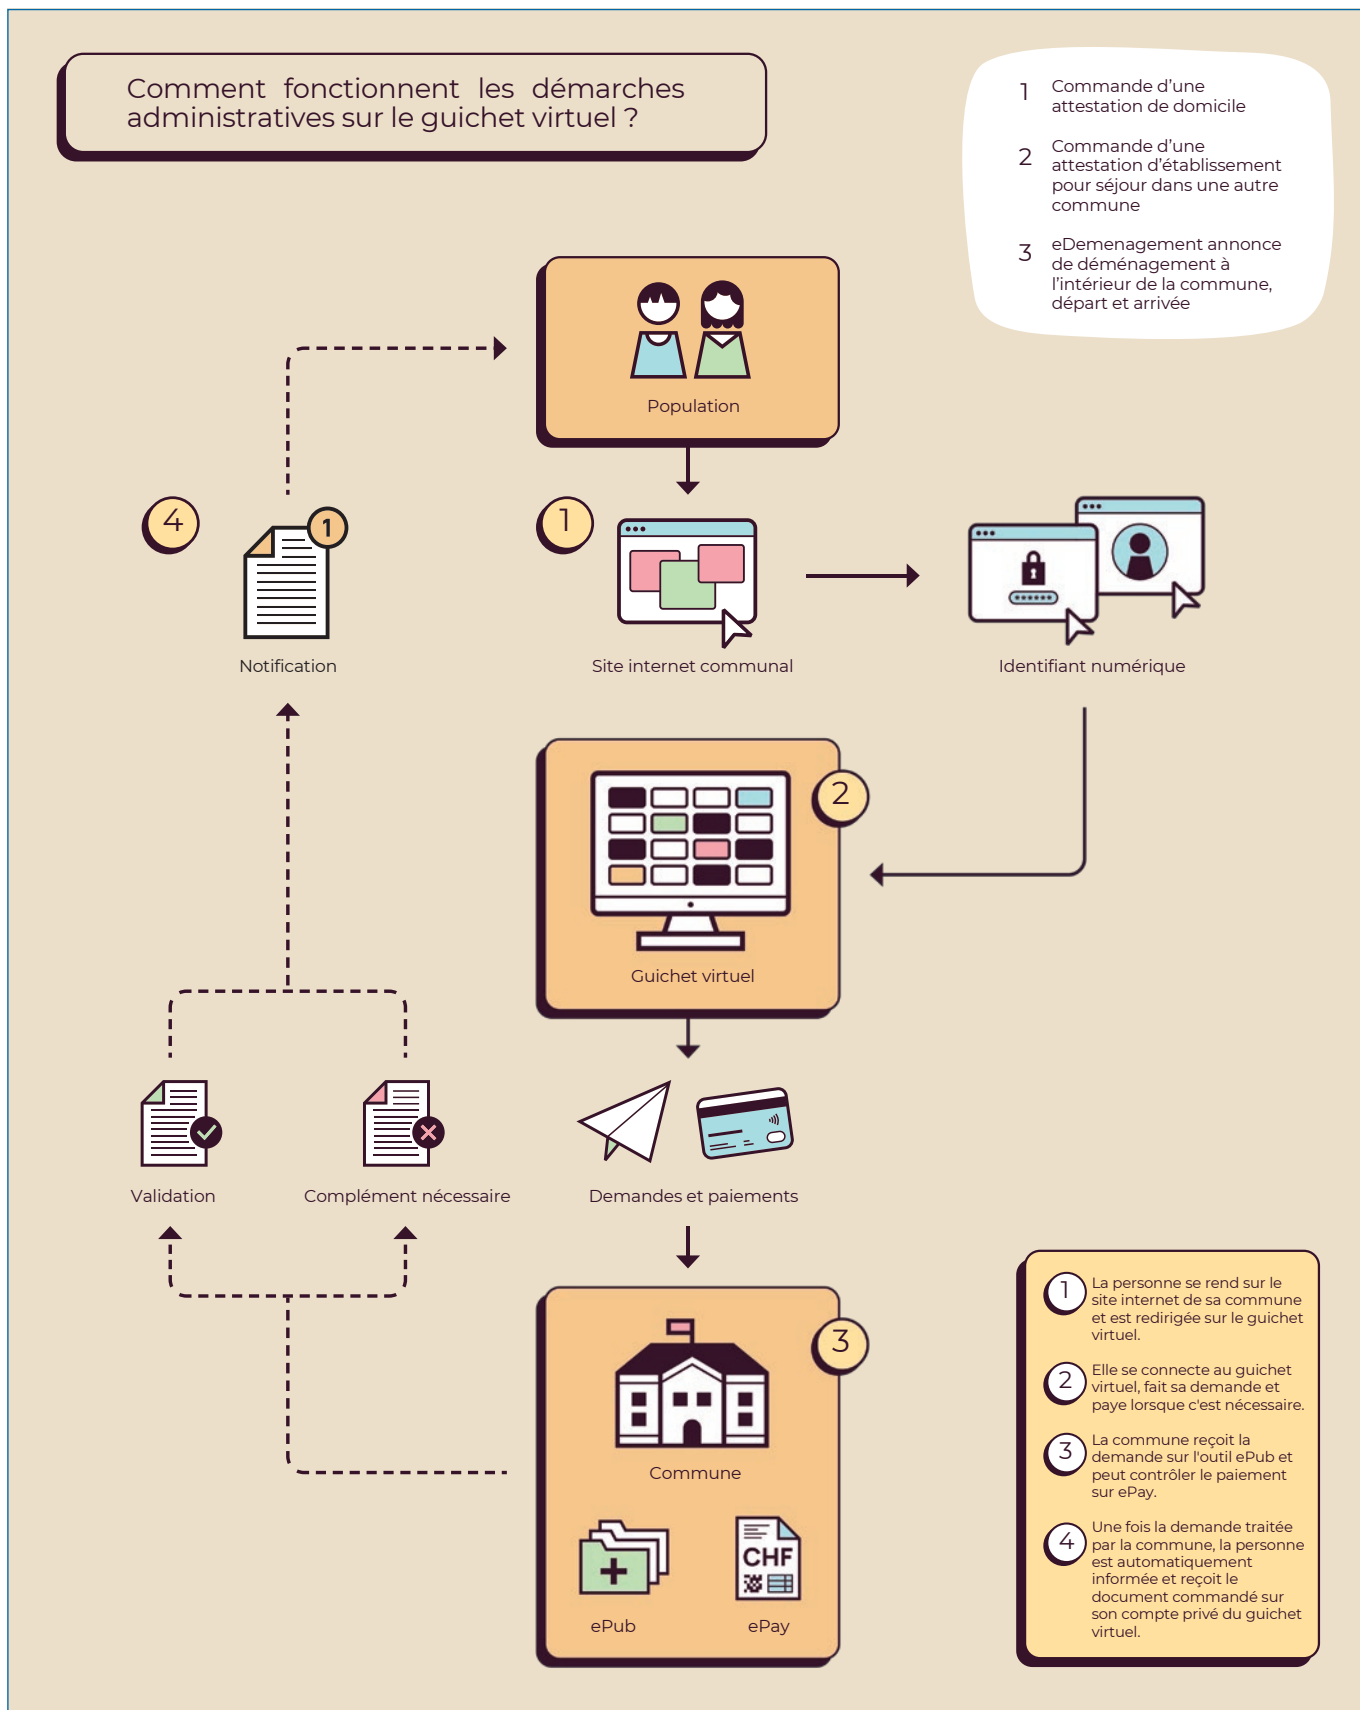 Comment fonctionnent les démarches
administratives sur le guichet virtuel ?
1 Commande d'une
attestation de domicile
2 Commande d'une
attestation d'établissement
pour séjour dans une autre
commune
3 eDemenagement annonce
de déménagement à
l'intérieur de la commune,
départ et arrivée
Population
4
1
1
Notification
Site internet communal
Identifiant numérique
2
Guichet virtuel
Validation
Complément nécessaire
Demandes et paiements
3
Commune
CHF
ePub
ePay
1 La personne se rend sur le
site internet de sa commune
et est redirigée sur le guichet
virtuel.
2 Elle se connecte au guichet
virtuel, fait sa demande et
paye lorsque c'est nécessaire.
3 La commune reçoit la
demande sur l'outil ePub et
peut contrôler le paiement
sur ePay.
4 Une fois la demande traitée
par la commune, la personne
est automatiquement
informée et reçoit le
document commandé sur
son compte privé du guichet
virtuel.